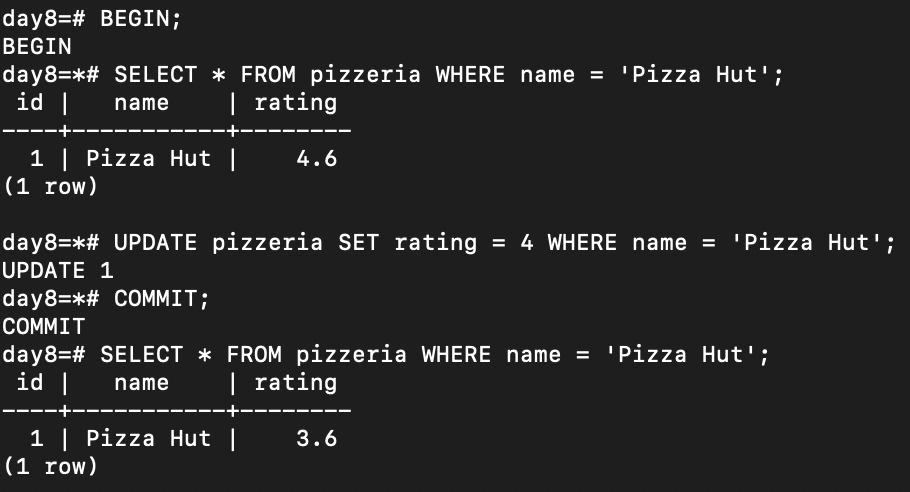 day8=# BEGIN;
BEGIN
day8=*# SELECT * FROM pizzeria WHERE name = 'Pizza Hut';
 id |   name    | rating
----+-----------+--------
  1 | Pizza Hut |    4.6
(1 row)

day8=*# UPDATE pizzeria SET rating = 4 WHERE name = 'Pizza Hut';
UPDATE 1
day8=*# COMMIT;
COMMIT
day8=# SELECT * FROM pizzeria WHERE name = 'Pizza Hut';
 id |   name    | rating
----+-----------+--------
  1 | Pizza Hut |    3.6
(1 row)